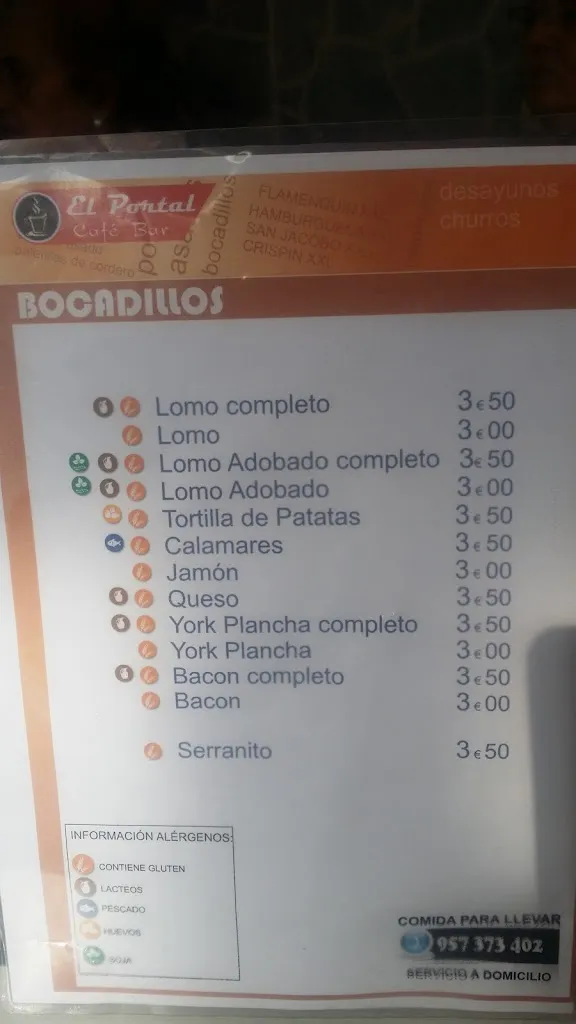 El Portal
Café Bar
bocadillos
FLAMENQUIN
HAMBURGUESA
SAN JACOBO
CRISPIN XXL
desayunos
churros
de cordero
BOCADILLOS
Lomo completo 3€50
Lomo 3€00
Lomo Adobado completo 3€50
Lomo Adobado 3€00
Tortilla de Patatas 3€50
Calamares 3€50
Jamón 3€00
Queso 3€50
York Plancha completo 3€50
York Plancha 3€00
Bacon completo 3€50
Bacon 3€00
Serranito 3€50
INFORMACIÓN ALÉRGENOS:
CONTIENE GLUTEN
LACTEOS
PESCADO
HUEVOS
SOJA
COMIDA PARA LLEVAR
957 373 402
SERVICIO A DOMICILIO